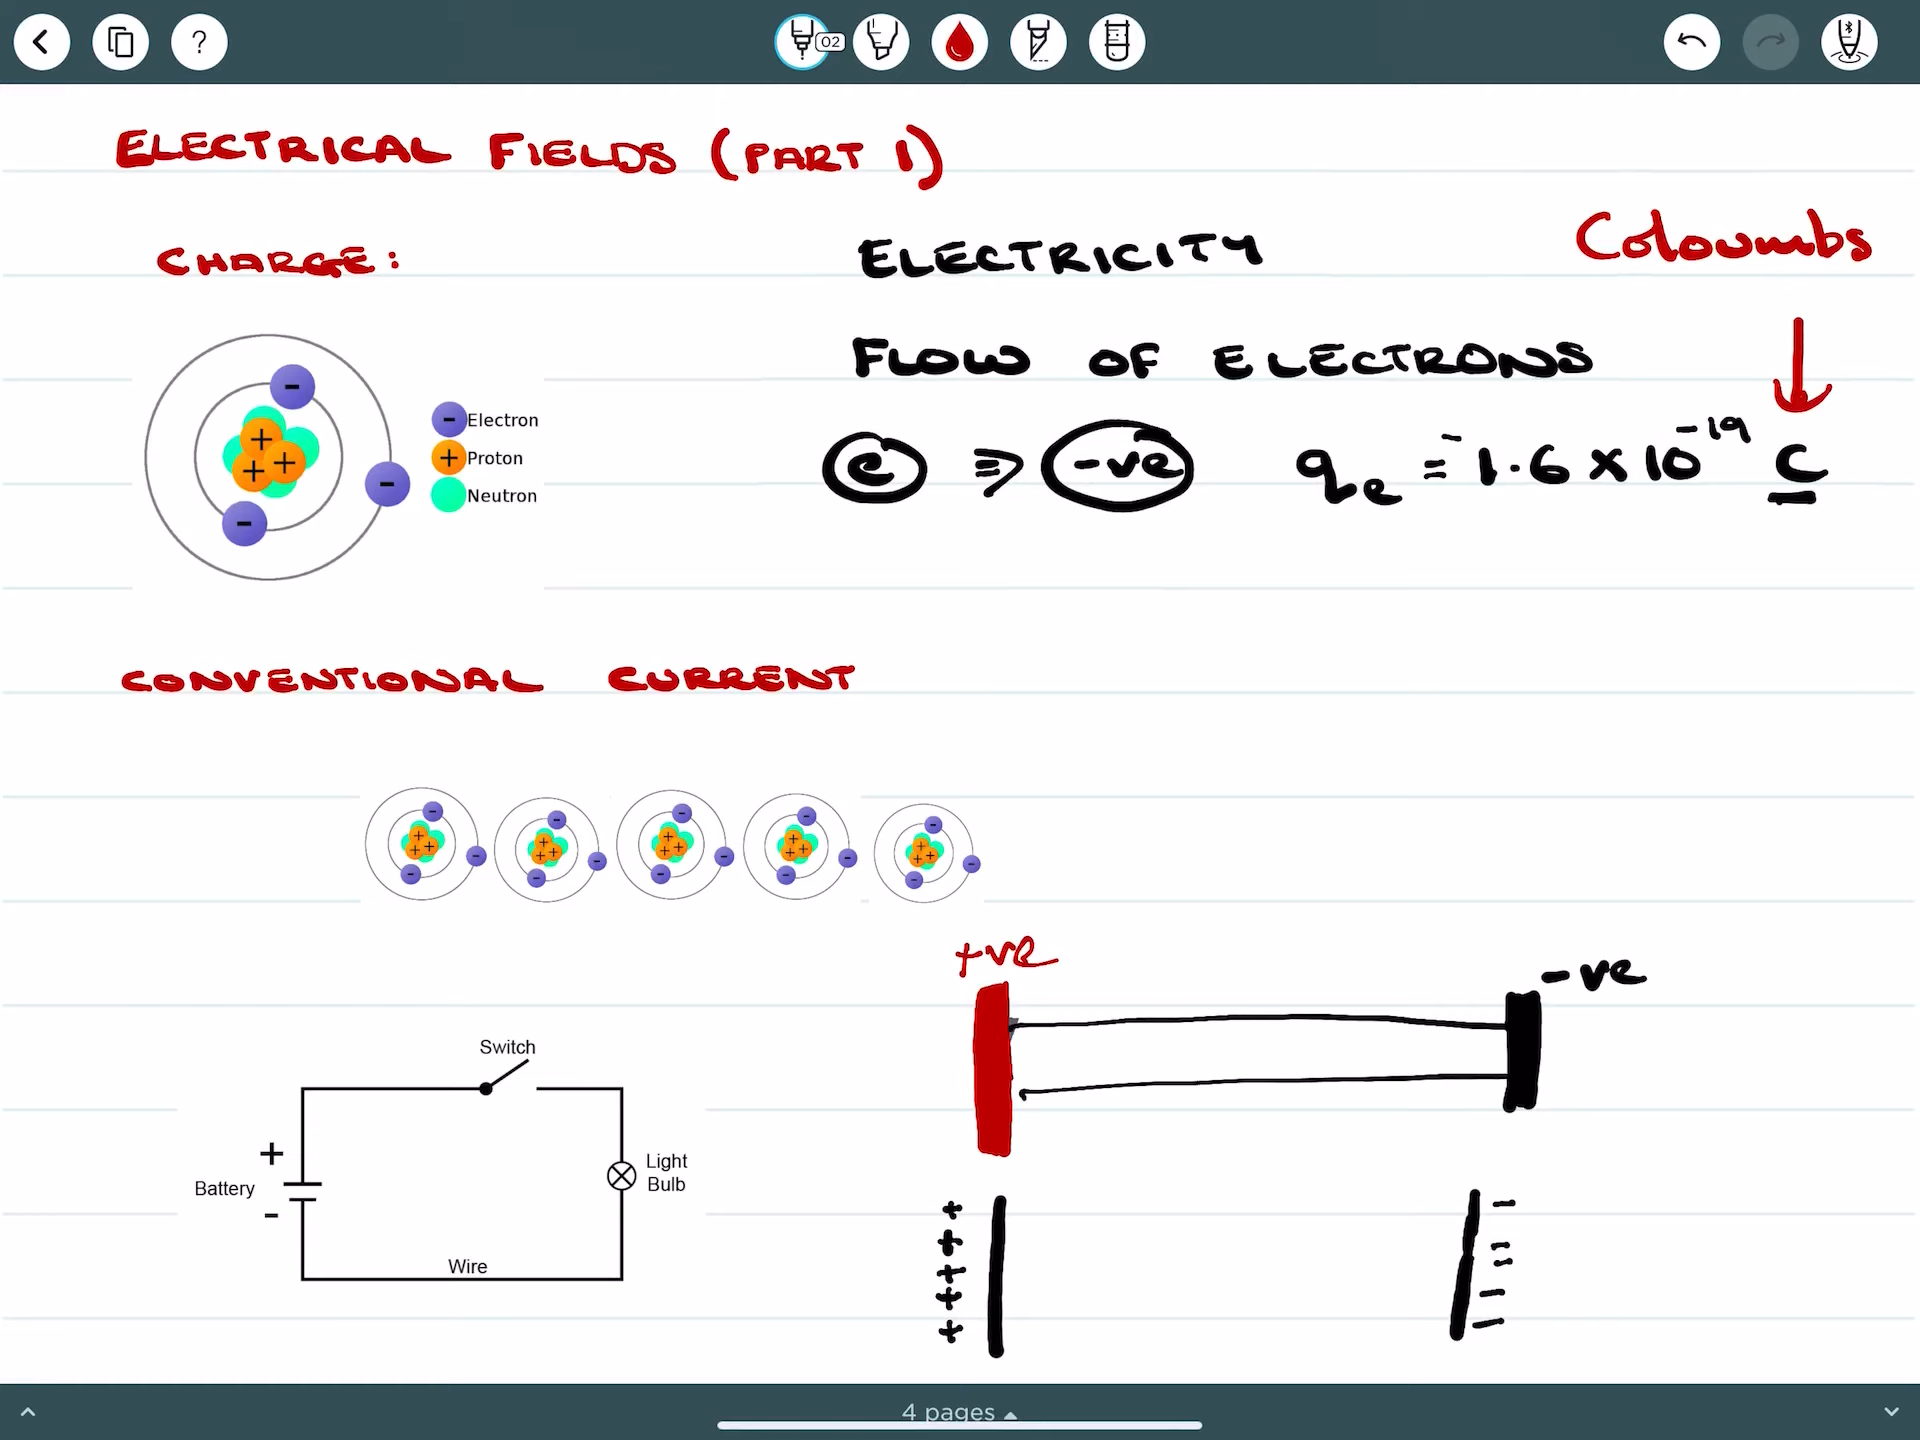 ?
02
ELECTRICAL FIELDS (PART 1)
CHARGE:
ELECTRICITY
Coloumbs
FLOW OF ELECTRONS
- Electron
+ Proton
Neutron
e ⇒ -ve qe = -1.6 × 10^-19 C
CONVENTIONAL CURRENT
+ve
-ve
Switch
+
Battery
-
Light
Bulb
Wire
+ -
+ -
+ -
+ -
+ -
4 pages